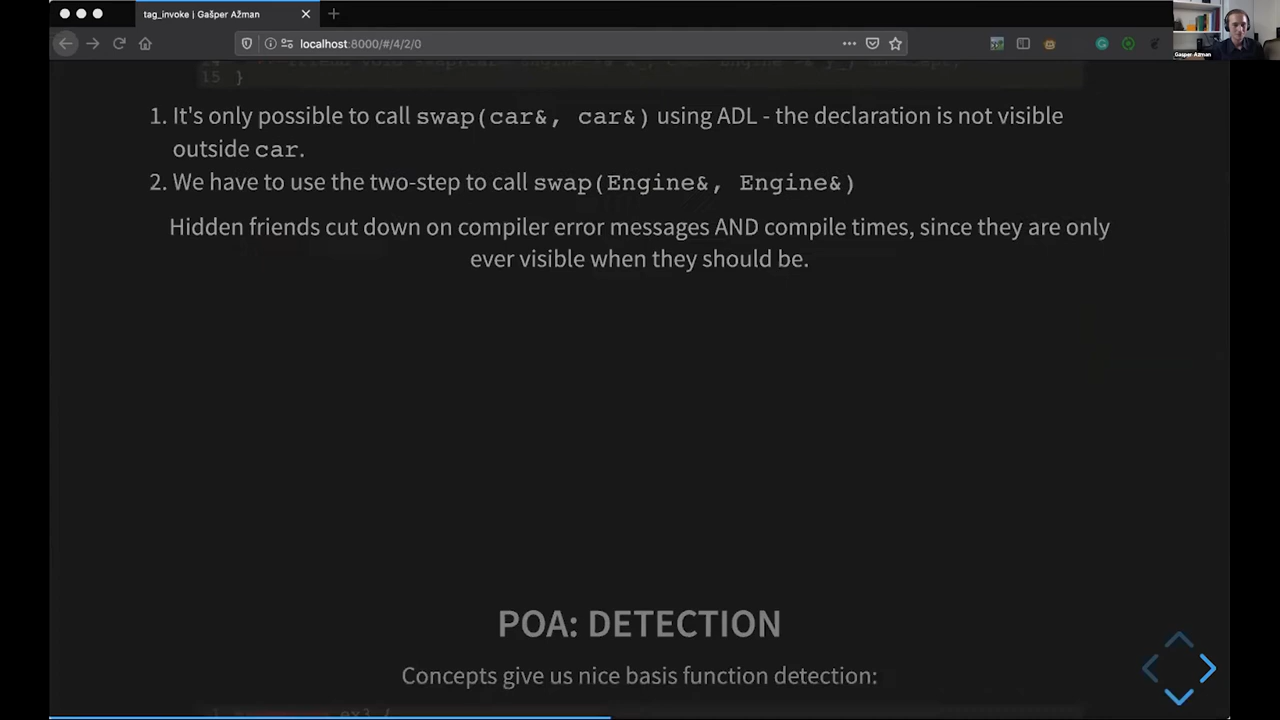 tag_invoke | Gašper Ažman
localhost:8000/#/4/2/0
Gasper Azman
15 }
1. It's only possible to call swap(car&, car&) using ADL - the declaration is not visible
outside car.
2. We have to use the two-step to call swap(Engine&, Engine&)
Hidden friends cut down on compiler error messages AND compile times, since they are only
ever visible when they should be.
POA: DETECTION
Concepts give us nice basis function detection: